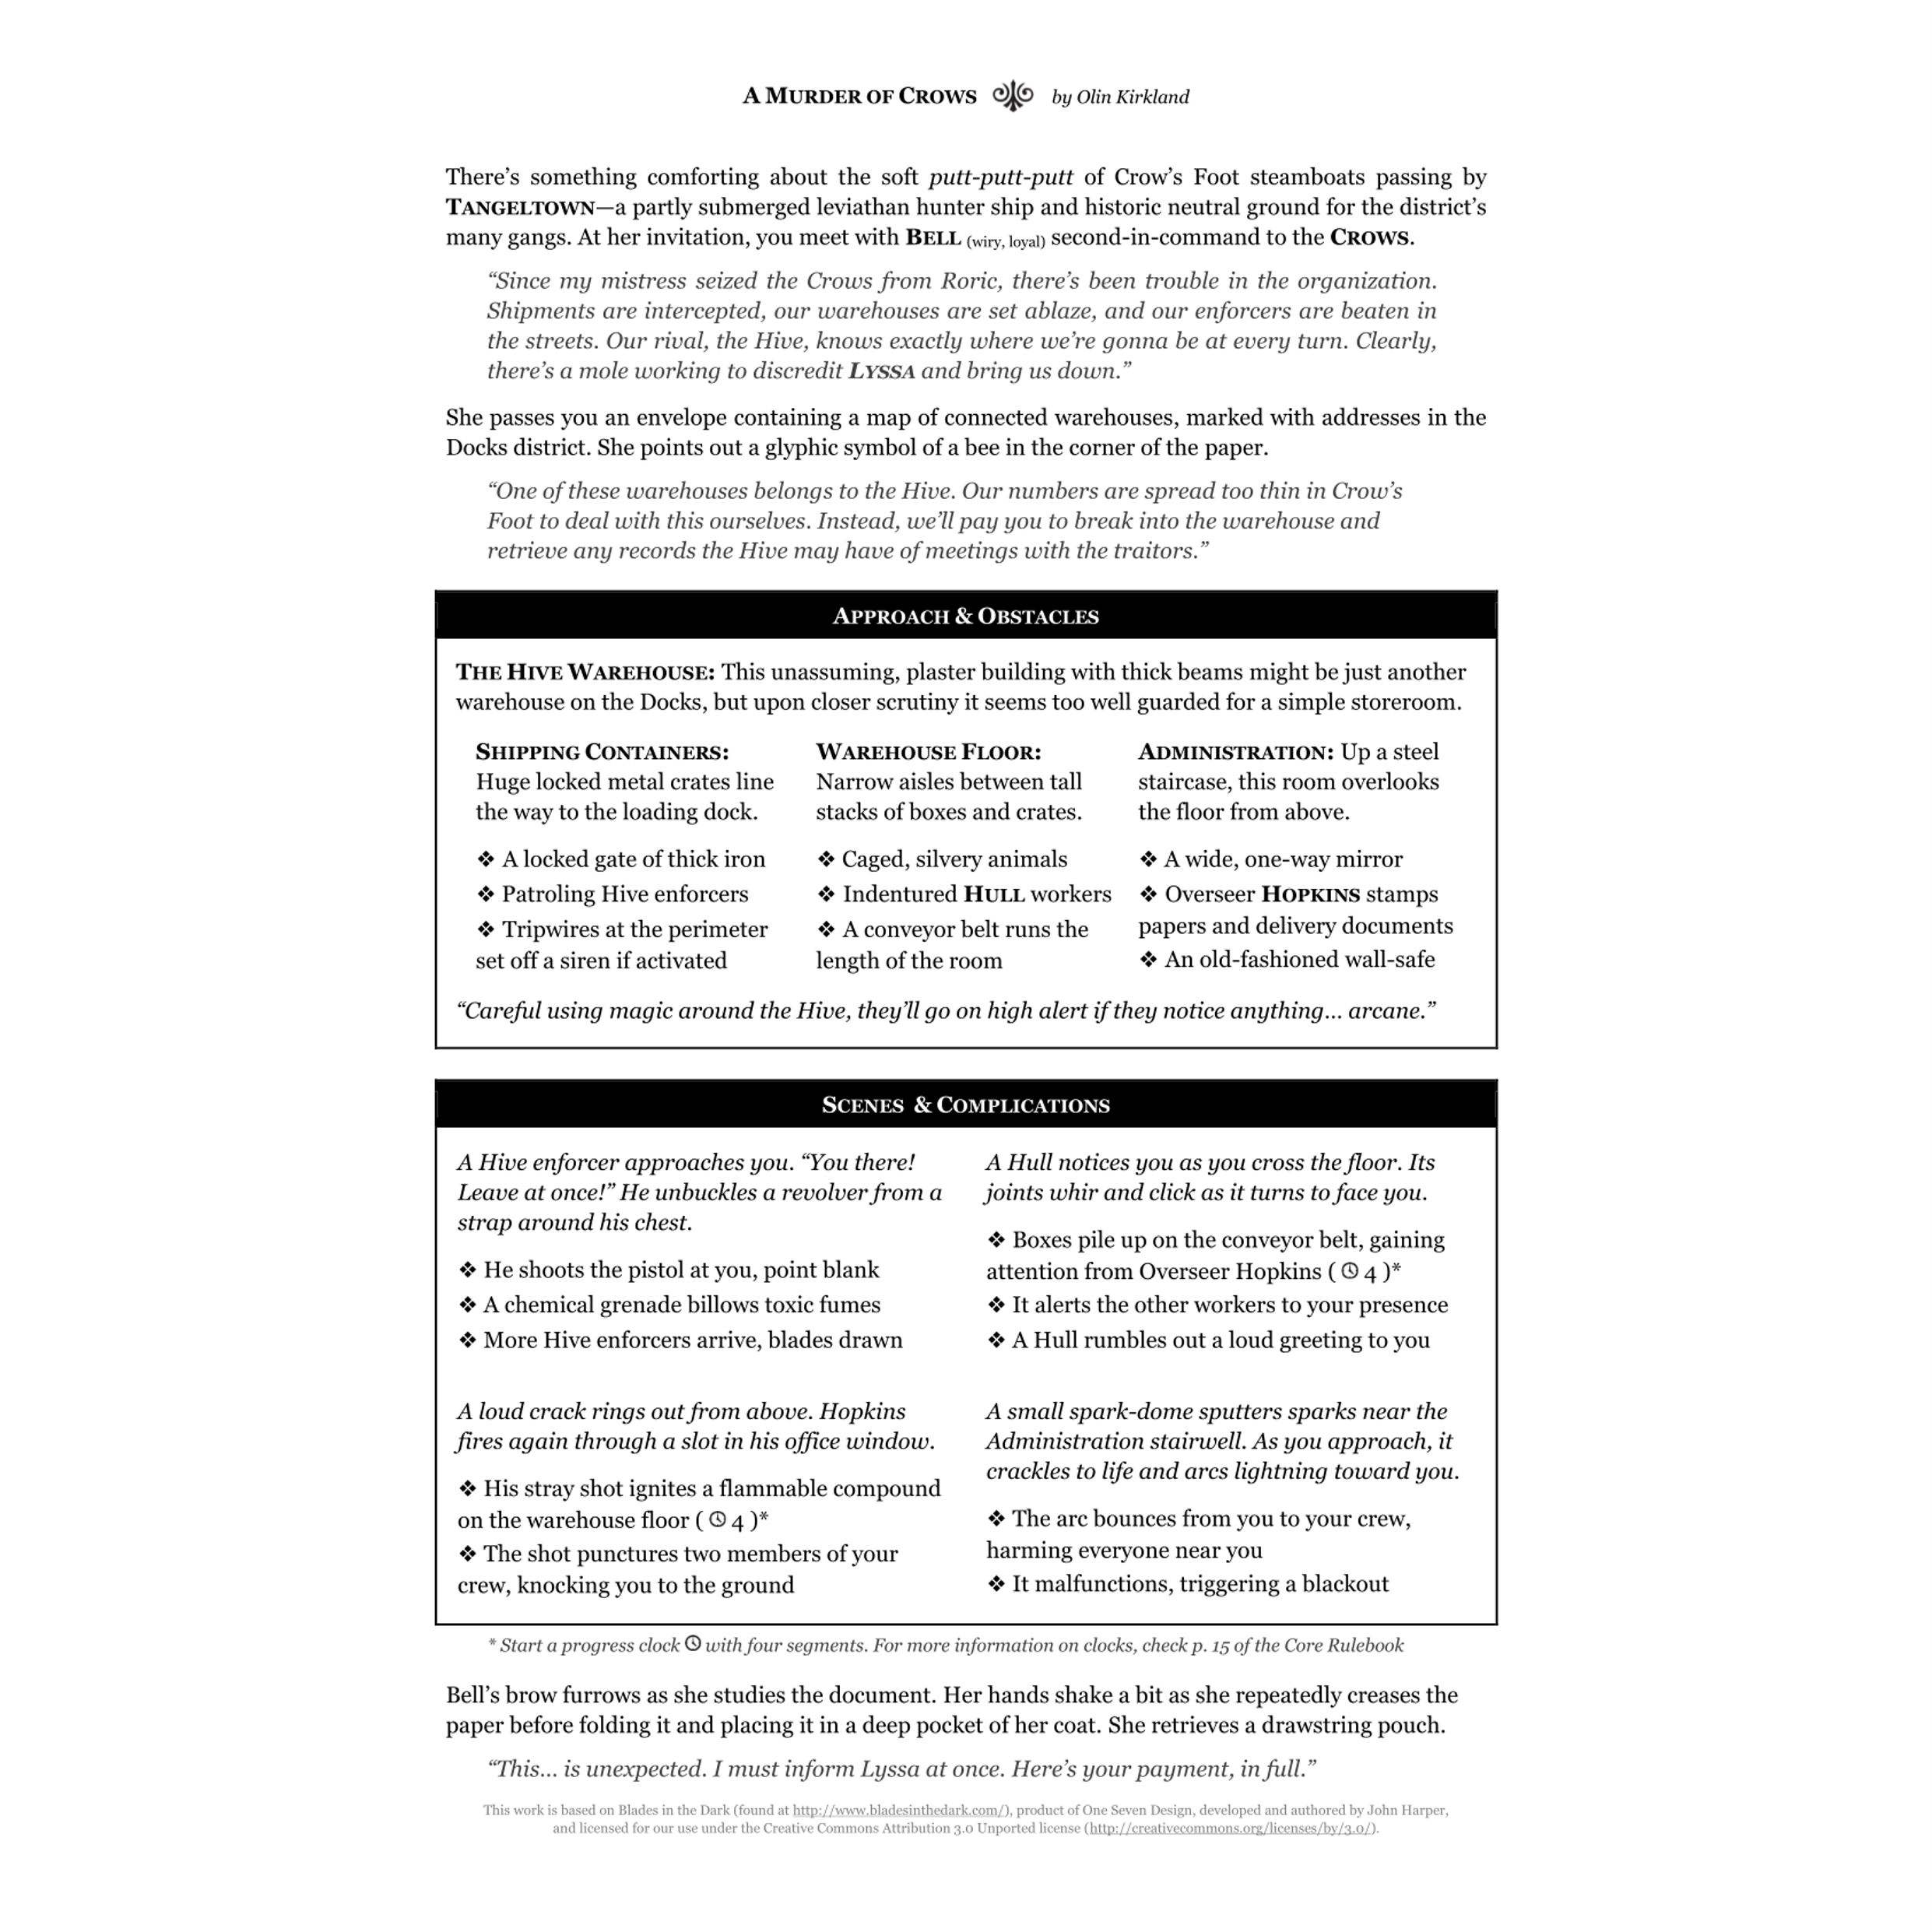 A MURDER OF CROWS by Olin Kirkland
There’s something comforting about the soft putt-putt-putt of Crow’s Foot steamboats passing by
TANGELTOWN—a partly submerged leviathan hunter ship and historic neutral ground for the district’s
many gangs. At her invitation, you meet with BELL (wiry, loyal) second-in-command to the CROWS.
“Since my mistress seized the Crows from Roric, there’s been trouble in the organization.
Shipments are intercepted, our warehouses are set ablaze, and our enforcers are beaten in
the streets. Our rival, the Hive, knows exactly where we’re gonna be at every turn. Clearly,
there’s a mole working to discredit LYSSA and bring us down.”
She passes you an envelope containing a map of connected warehouses, marked with addresses in the
Docks district. She points out a glyphic symbol of a bee in the corner of the paper.
“One of these warehouses belongs to the Hive. Our numbers are spread too thin in Crow’s
Foot to deal with this ourselves. Instead, we’ll pay you to break into the warehouse and
retrieve any records the Hive may have of meetings with the traitors.”
APPROACH & OBSTACLES
THE HIVE WAREHOUSE: This unassuming, plaster building with thick beams might be just another
warehouse on the Docks, but upon closer scrutiny it seems too well guarded for a simple storeroom.
SHIPPING CONTAINERS:
Huge locked metal crates line
the way to the loading dock.
❖ A locked gate of thick iron
❖ Patroling Hive enforcers
❖ Tripwires at the perimeter
set off a siren if activated
WAREHOUSE FLOOR:
Narrow aisles between tall
stacks of boxes and crates.
❖ Caged, silvery animals
❖ Indentured HULL workers
❖ A conveyor belt runs the
length of the room
ADMINISTRATION: Up a steel
staircase, this room overlooks
the floor from above.
❖ A wide, one-way mirror
❖ Overseer HOPKINS stamps
papers and delivery documents
❖ An old-fashioned wall-safe
“Careful using magic around the Hive, they’ll go on high alert if they notice anything… arcane.”
SCENES & COMPLICATIONS
A Hive enforcer approaches you. “You there!
Leave at once!” He unbuckles a revolver from a
strap around his chest.
❖ He shoots the pistol at you, point blank
❖ A chemical grenade billows toxic fumes
❖ More Hive enforcers arrive, blades drawn
A Hull notices you as you cross the floor. Its
joints whir and click as it turns to face you.
❖ Boxes pile up on the conveyor belt, gaining
attention from Overseer Hopkins ( 🕓 4 )*
❖ It alerts the other workers to your presence
❖ A Hull rumbles out a loud greeting to you
A loud crack rings out from above. Hopkins
fires again through a slot in his office window.
❖ His stray shot ignites a flammable compound
on the warehouse floor ( 🕓 4 )*
❖ The shot punctures two members of your
crew, knocking you to the ground
A small spark-dome sputters sparks near the
Administration stairwell. As you approach, it
crackles to life and arcs lightning toward you.
❖ The arc bounces from you to your crew,
harming everyone near you
❖ It malfunctions, triggering a blackout
* Start a progress clock 🕓 with four segments. For more information on clocks, check p. 15 of the Core Rulebook
Bell’s brow furrows as she studies the document. Her hands shake a bit as she repeatedly creases the
paper before folding it and placing it in a deep pocket of her coat. She retrieves a drawstring pouch.
“This… is unexpected. I must inform Lyssa at once. Here’s your payment, in full.”
This work is based on Blades in the Dark (found at http://www.bladesinthedark.com/), product of One Seven Design, developed and authored by John Harper,
and licensed for our use under the Creative Commons Attribution 3.0 Unported license (http://creativecommons.org/licenses/by/3.0/).